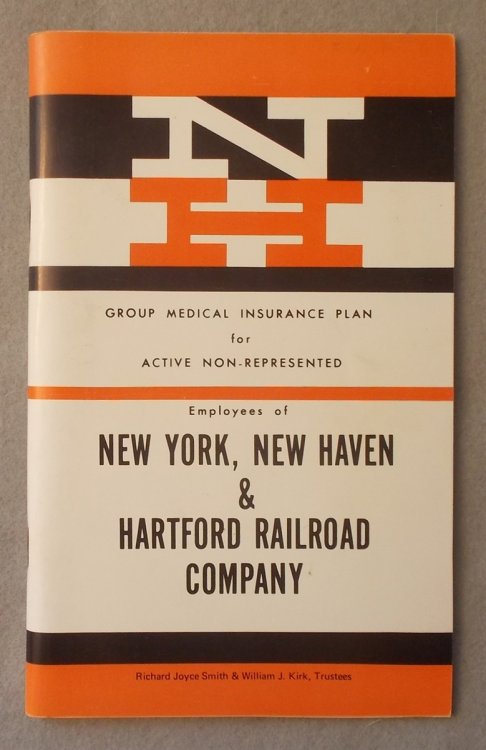 N
H
GROUP MEDICAL INSURANCE PLAN
for
ACTIVE NON-REPRESENTED
Employees of
NEW YORK, NEW HAVEN
&
HARTFORD RAILROAD
COMPANY
Richard Joyce Smith & William J. Kirk, Trustees